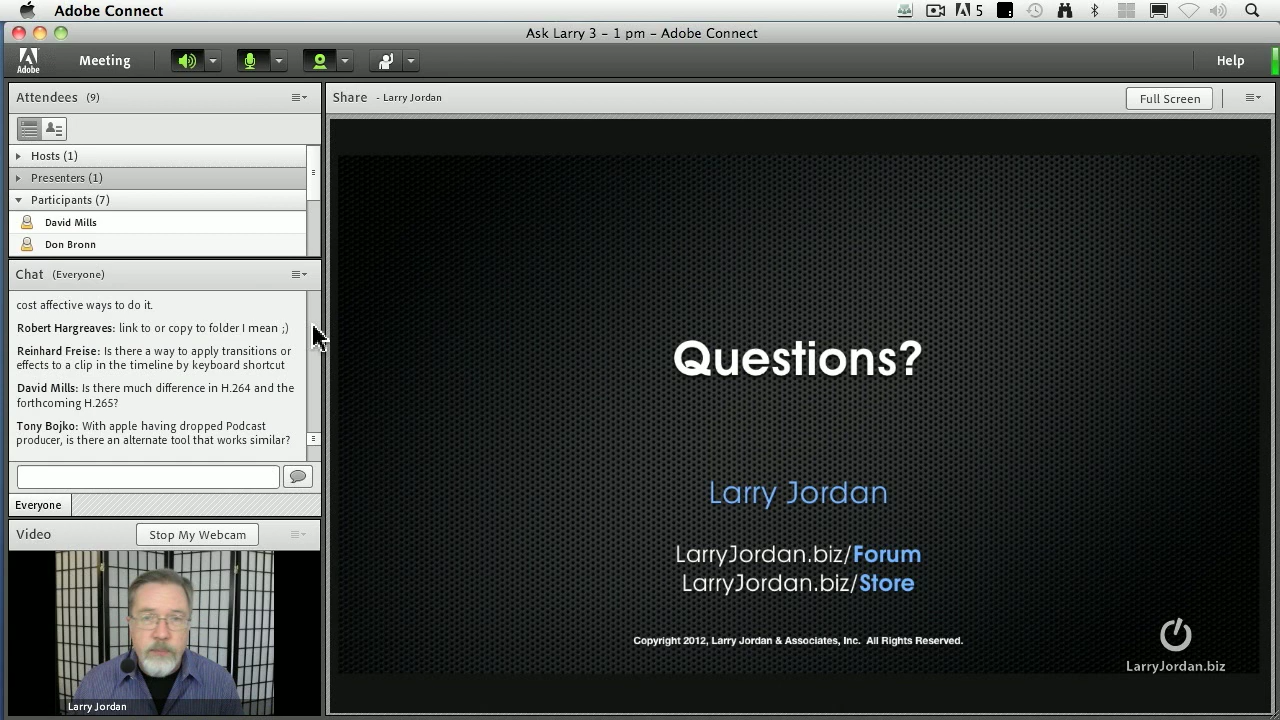 Adobe Connect
5
Ask Larry 3 - 1 pm - Adobe Connect
Adobe
Meeting
Help
Attendees (9)
Hosts (1)
Presenters (1)
Participants (7)
David Mills
Don Bronn
Chat (Everyone)
cost affective ways to do it.
Robert Hargreaves: link to or copy to folder I mean ;)
Reinhard Freise: Is there a way to apply transitions or
effects to a clip in the timeline by keyboard shortcut
David Mills: Is there much difference in H.264 and the
forthcoming H.265?
Tony Bojko: With apple having dropped Podcast
producer, is there an alternate tool that works similar?
Everyone
Video
Stop My Webcam
Larry Jordan
Share - Larry Jordan
Full Screen
Questions?
Larry Jordan
LarryJordan.biz/Forum
LarryJordan.biz/Store
Copyright 2012, Larry Jordan & Associates, Inc. All Rights Reserved.
LarryJordan.biz